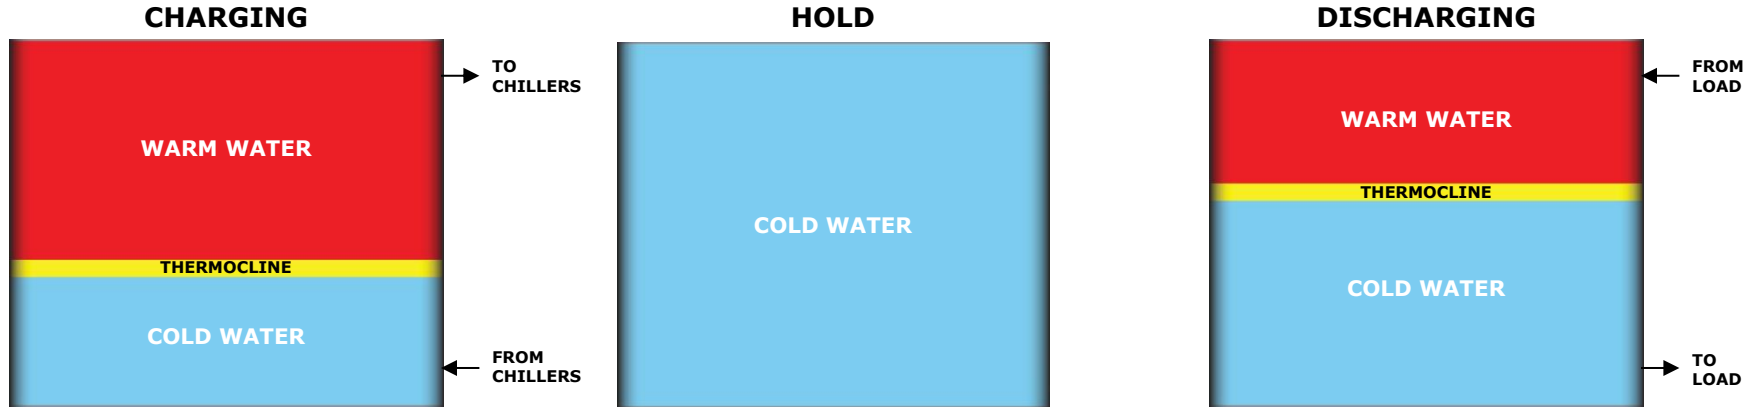 CHARGING
TO
CHILLERS
WARM WATER
THERMOCLINE
COLD WATER
FROM
CHILLERS
HOLD
COLD WATER
DISCHARGING
FROM
LOAD
WARM WATER
THERMOCLINE
COLD WATER
TO
LOAD